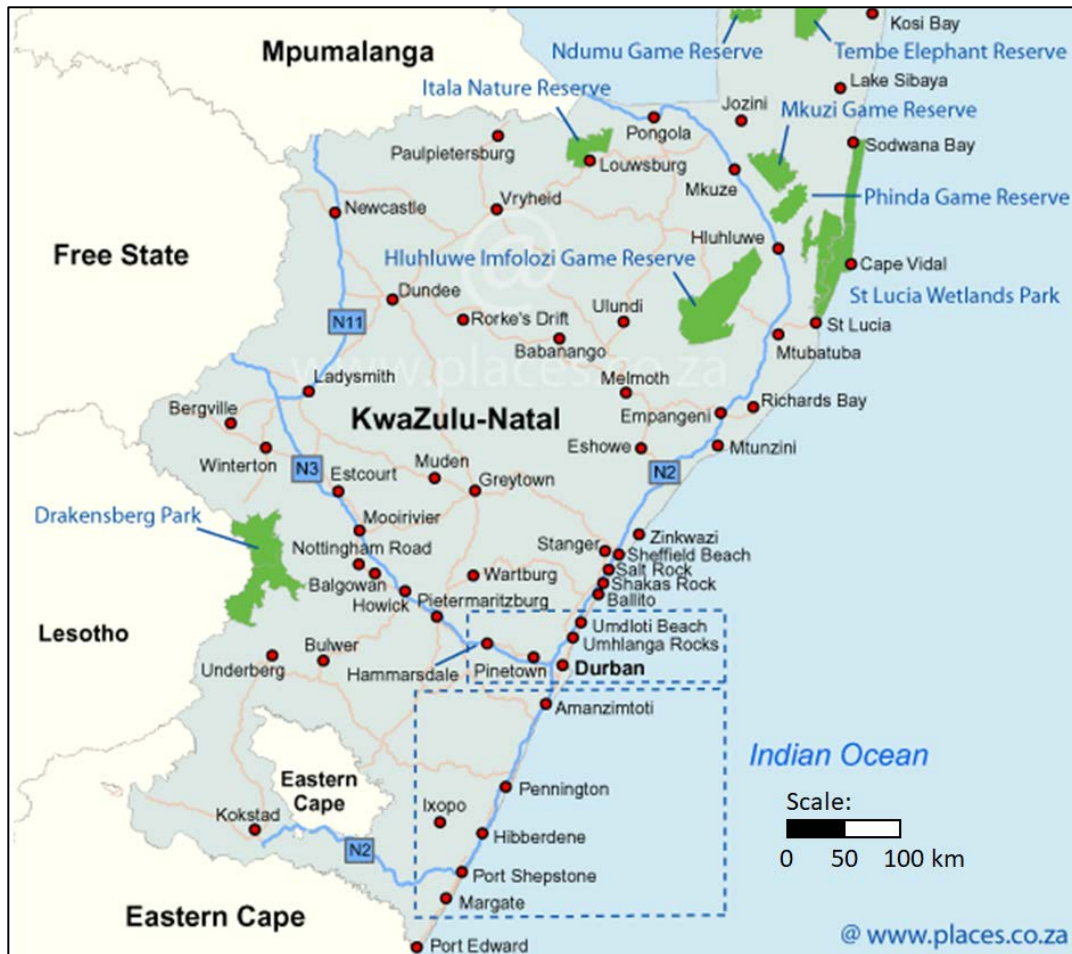 Mpumalanga
Ndumu Game Reserve
Kosi Bay
Tembe Elephant Reserve
Itala Nature Reserve
Lake Sibaya
Jozini
Mkuzi Game Reserve
Pongola
Paulpietersburg
Sodwana Bay
Louwsburg
Mkuze
Vryheid
Phinda Game Reserve
Newcastle
@
Free State
Hluhluwe
Hluhluwe Imfolozi Game Reserve
Cape Vidal
Dundee
St Lucia Wetlands Park
Ulundi
N11
Rorke's Drift
St Lucia
Babanango
Mtubatuba
www.places.co.za
Ladysmith
Melmoth
Bergville
KwaZulu-Natal
Empangeni
Richards Bay
Eshowe
Mtunzini
Winterton
N3
Muden
N2
Estcourt
Greytown
Drakensberg Park
Mooirivier
Zinkwazi
Nottingham Road
Stanger
Sheffield Beach
Salt Rock
Wartburg
Balgowan
Shakas Rock
Howick
Pietermaritzburg
Ballito
Lesotho
Umdloti Beach
Bulwer
Umhlanga Rocks
Underberg
Hammarsdale
Pinetown
Durban
Amanzimtoti
Indian Ocean
Eastern
Cape
Pennington
Scale:
Ixopo
Kokstad
Hibberdene
N2
0 50 100 km
Port Shepstone
Margate
Eastern Cape
Port Edward
@ www.places.co.za